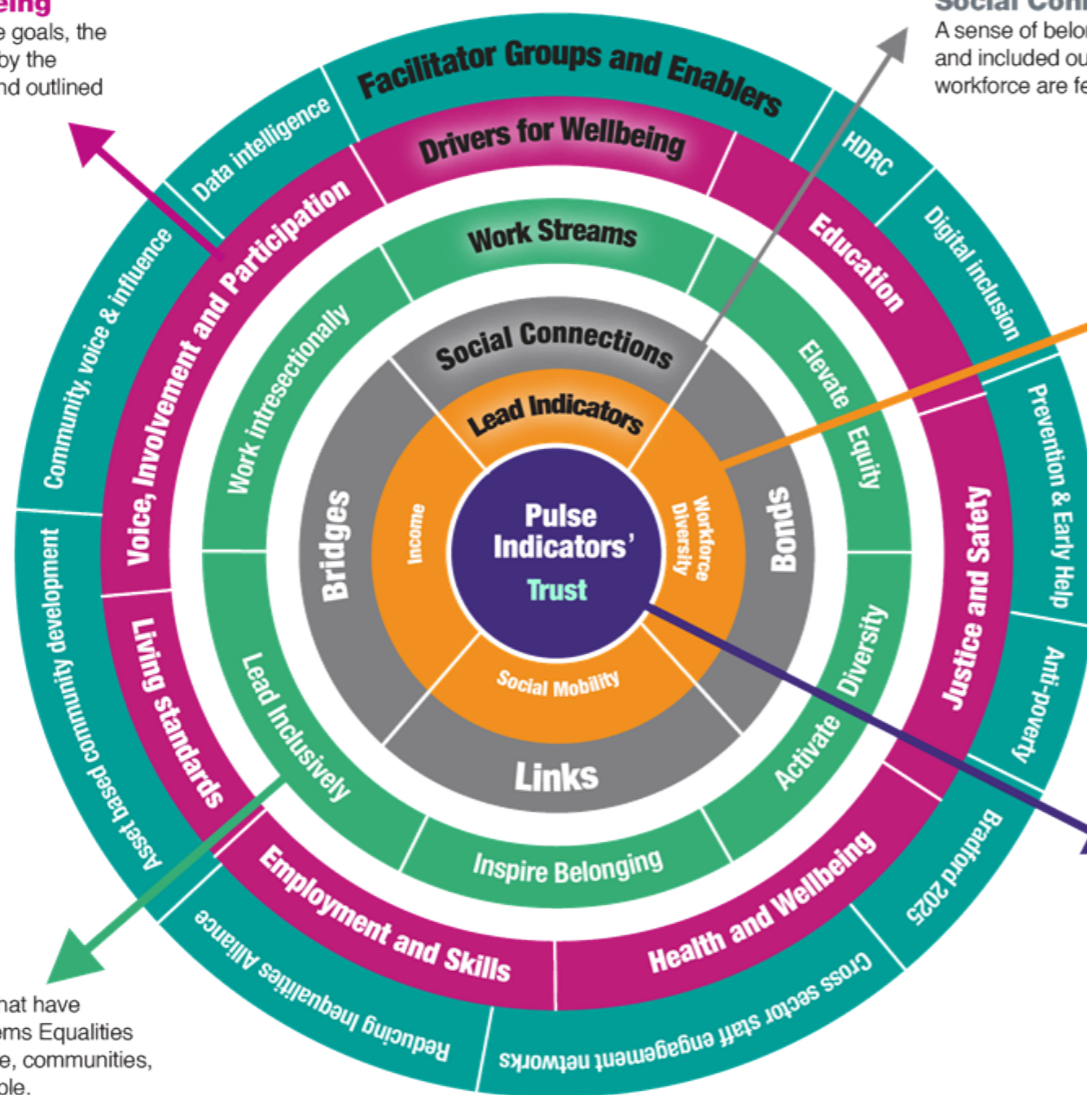 eing
e goals, the
by the
nd outlined
Social Conn
A sense of belon
and included ou
workforce are fe
Facilitator Groups and Enablers
HDRC
Digital inclusion
Prevention & Early Help
Anti-poverty
Bradford 2025
Cross sector staff engagement networks
Reducing Inequalities Alliance
Asset based community development
Community, voice & influence
Data intelligence
Drivers for Wellbeing
Education
Justice and Safety
Health and Wellbeing
Employment and Skills
Living standards
Voice, Involvement and Participation
Work Streams
Elevate Equity
Activate Diversity
Inspire Belonging
Lead Inclusively
Work intresectionally
Social Connections
Bounds
Links
Bridges
Lead Indicators
Workforce
Diversity
Social Mobility
Income
Pulse
Indicators’
Trust
hat have
ems Equalities
e, communities,
ple.